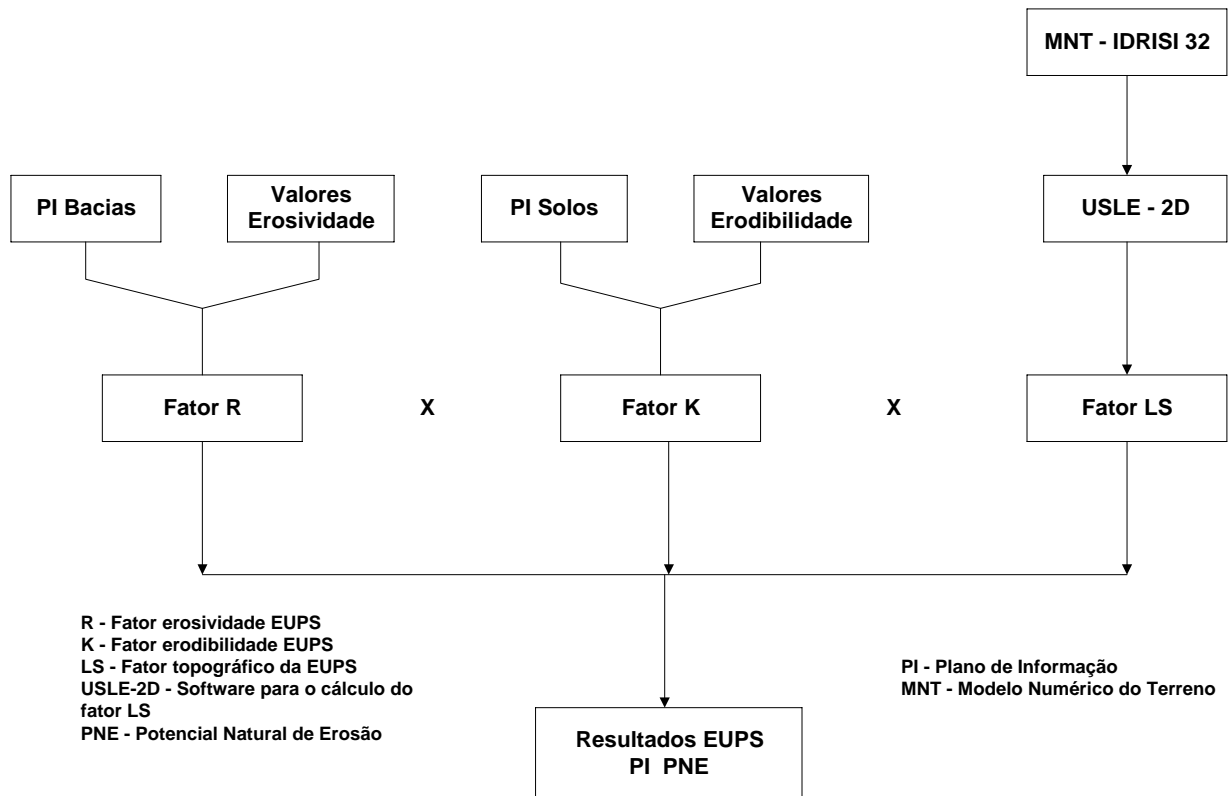 MNT - IDRISI 32
PI Bacias
Valores
Erosividade
PI Solos
Valores
Erodibilidade
USLE - 2D
Fator R
X
Fator K
X
Fator LS
R - Fator erosividade EUPS
K - Fator erodibilidade EUPS
LS - Fator topográfico da EUPS
USLE-2D - Software para o cálculo do
fator LS
PNE - Potencial Natural de Erosão
PI - Plano de Informação
MNT - Modelo Numérico do Terreno
Resultados EUPS
PI PNE